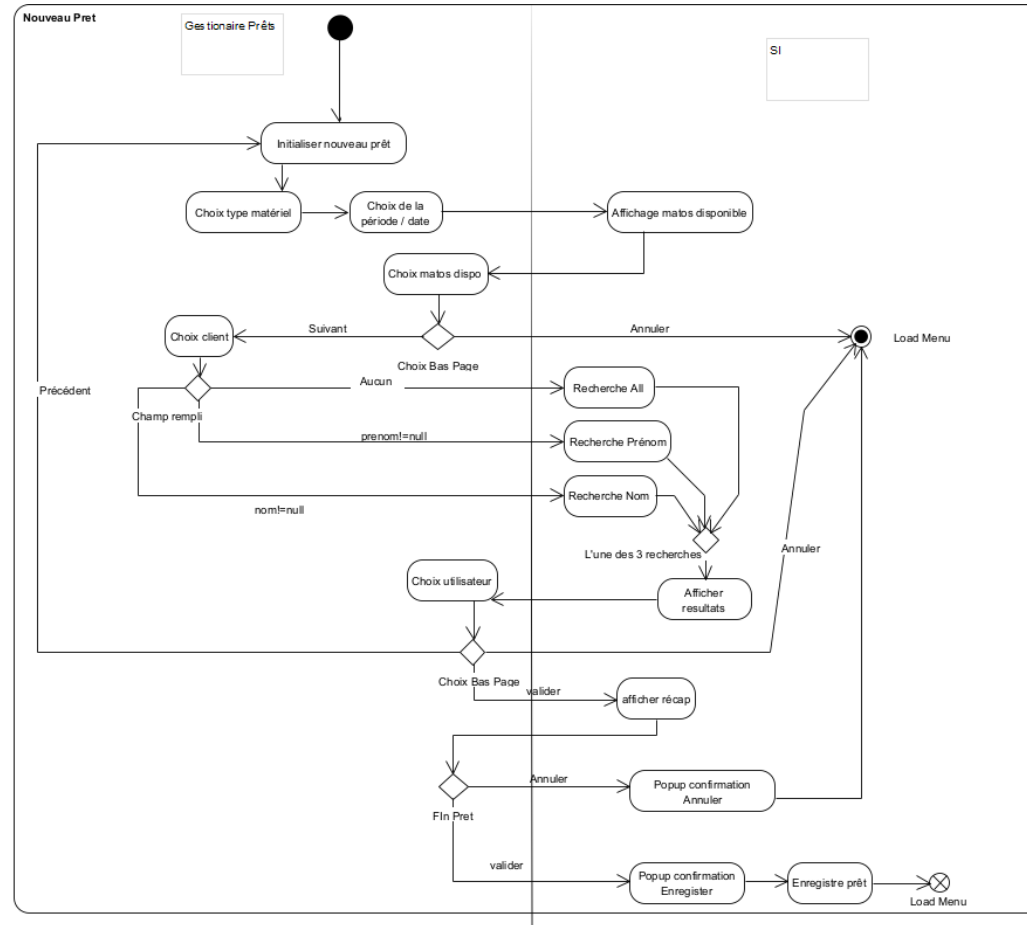 Nouveau Pret
Gestionaire Prêts
SI
Initialiser nouveau prêt
Choix type matériel
Choix de la
période / date
Affichage matos disponible
Choix matos dispo
Suivant
Annuler
Choix client
Load Menu
Choix Bas Page
Précédent
Aucun
Recherche All
Champ rempli
prenom!=null
Recherche Prénom
Recherche Nom
nom!=null
L'une des 3 recherches
Annuler
Choix utilisateur
Afficher
resultats
Choix Bas Page
valider
afficher récap
Annuler
Popup confirmation
Annuler
FIn Pret
valider
Popup confirmation
Enregister
Enregistre prêt
Load Menu